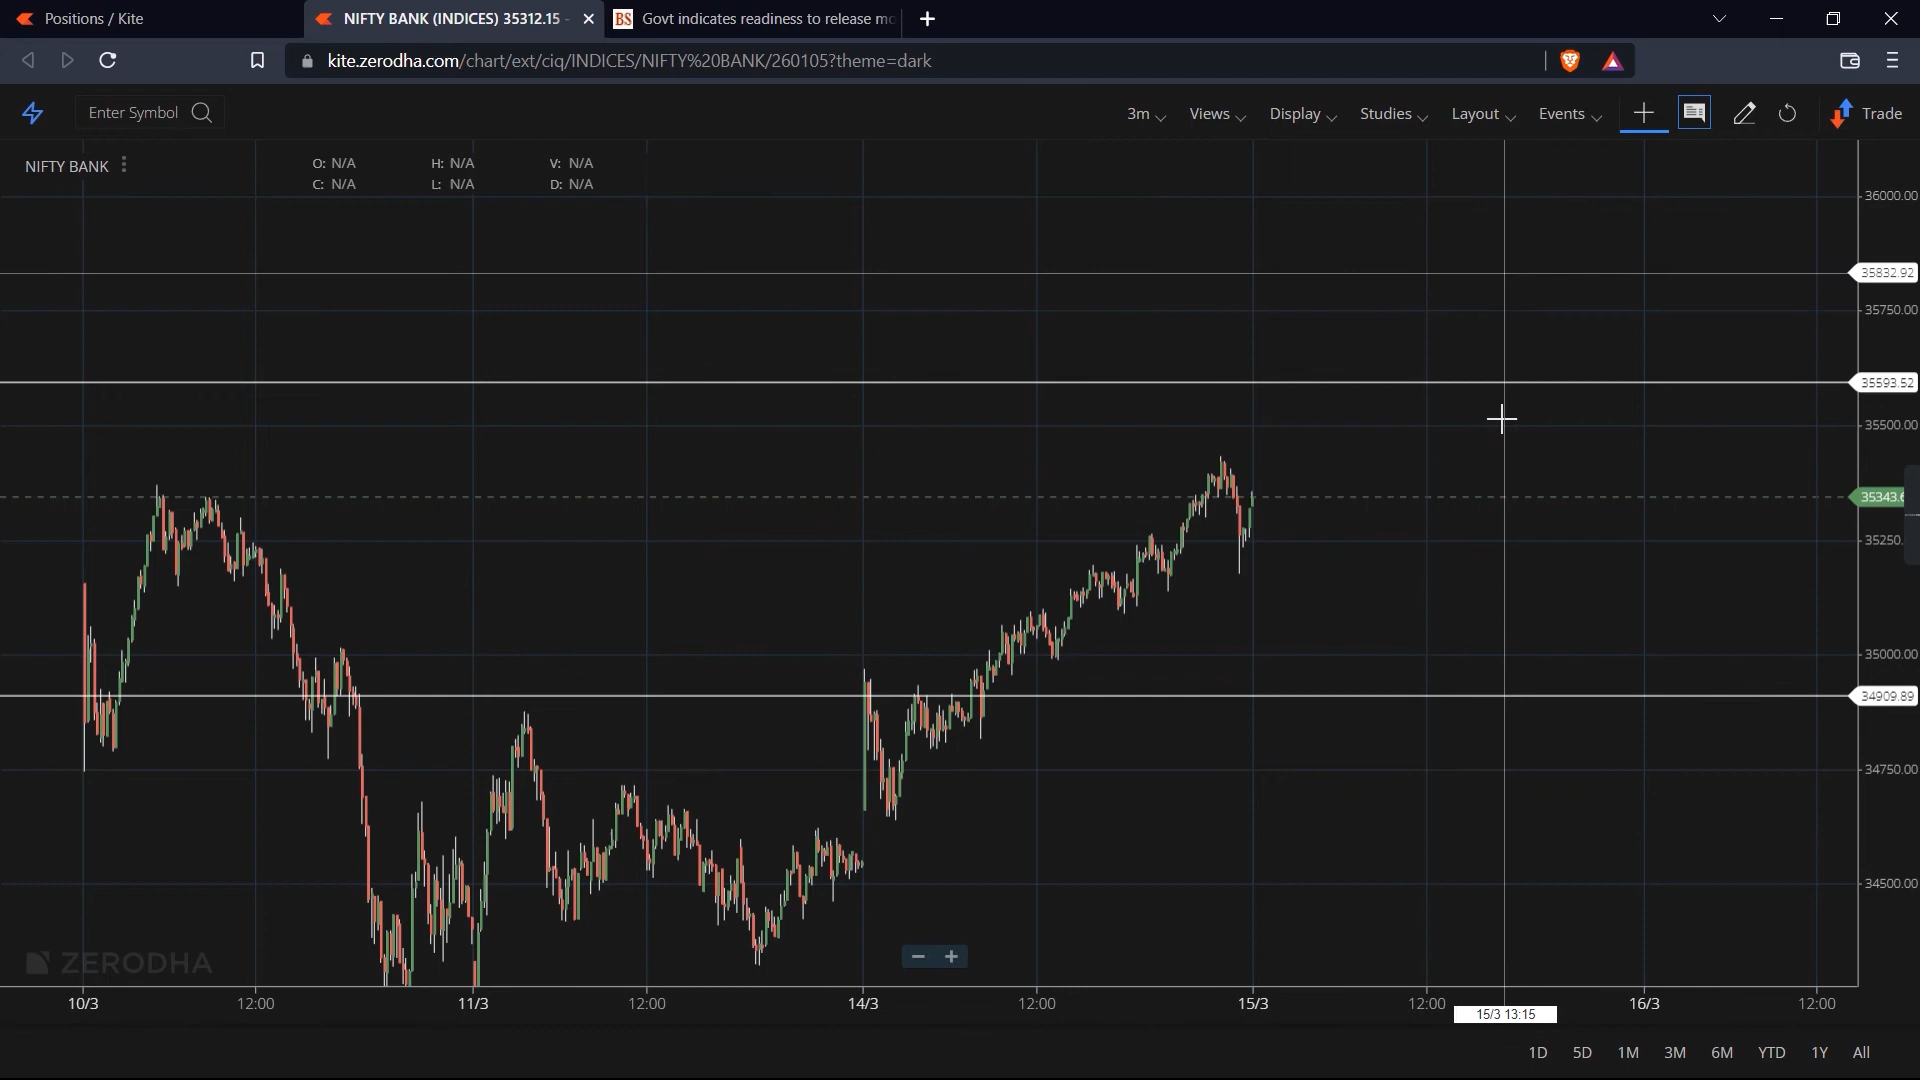 Positions / Kite
NIFTY BANK (INDICES) 35312.15 -
BS Govt indicates readiness to release mo
kite.zerodha.com/chart/ext/ciq/INDICES/NIFTY%20BANK/260105?theme=dark
Enter Symbol
3m Views Display Studies Layout Events Trade
NIFTY BANK
O: N/A H: N/A V: N/A
C: N/A L: N/A D: N/A
36000.00
35832.92
35750.00
35593.52
35500.00
35343.6
35250.
35000.00
34909.89
34750.00
34500.00
ZERODHA
10/3 12:00 11/3 12:00 14/3 12:00 15/3 12:00 16/3 12:00
15/3 13:15
1D 5D 1M 3M 6M YTD 1Y All